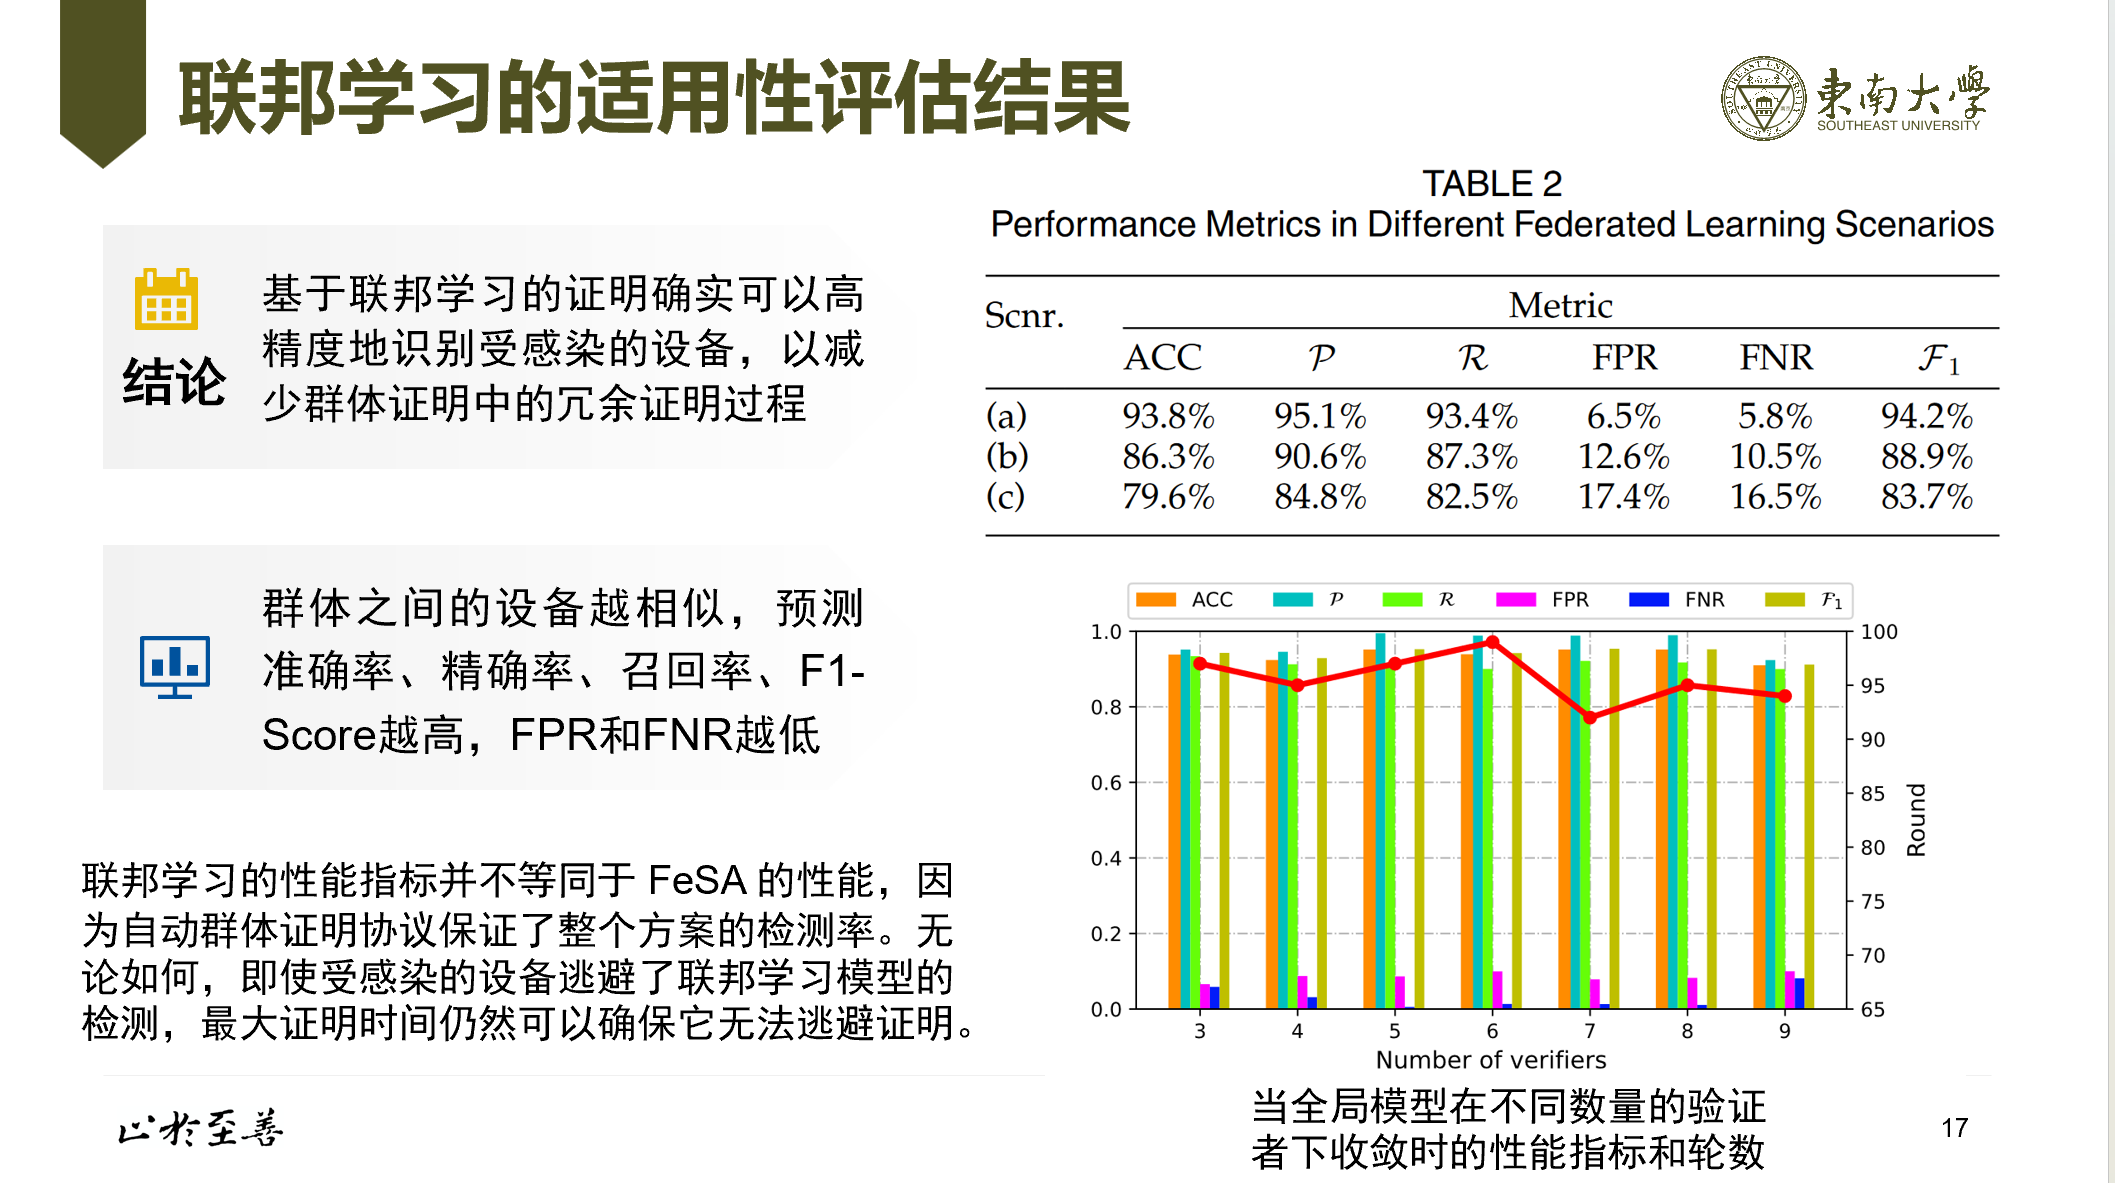 联邦学习的适用性评估结果
東南大學
SOUTHEAST UNIVERSITY
结论
基于联邦学习的证明确实可以高
精度地识别受感染的设备，以减
少群体证明中的冗余证明过程
群体之间的设备越相似，预测
准确率、精确率、召回率、F1-
Score越高，FPR和FNR越低
联邦学习的性能指标并不等同于 FeSA 的性能，因
为自动群体证明协议保证了整个方案的检测率。无
论如何，即使受感染的设备逃避了联邦学习模型的
检测，最大证明时间仍然可以确保它无法逃避证明。
TABLE 2
Performance Metrics in Different Federated Learning Scenarios
Scnr. Metric
ACC 𝒫 ℛ FPR FNR ℱ₁
(a) 93.8% 95.1% 93.4% 6.5% 5.8% 94.2%
(b) 86.3% 90.6% 87.3% 12.6% 10.5% 88.9%
(c) 79.6% 84.8% 82.5% 17.4% 16.5% 83.7%
ACC 𝒫 ℛ FPR FNR ℱ₁
1.0 100
95
0.8
90
0.6
85
Round
0.4 80
75
0.2
70
0.0 65
3 4 5 6 7 8 9
Number of verifiers
当全局模型在不同数量的验证
者下收敛时的性能指标和轮数
止於至善
17